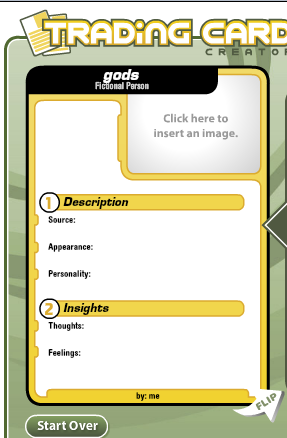 TRADING CARD
CREATO
gods
Fictional Person
Click here to
insert an image.
1 Description
Source:
Appearance:
Personality:
2 Insights
Thoughts:
Feelings:
by: me
FLIP
Start Over